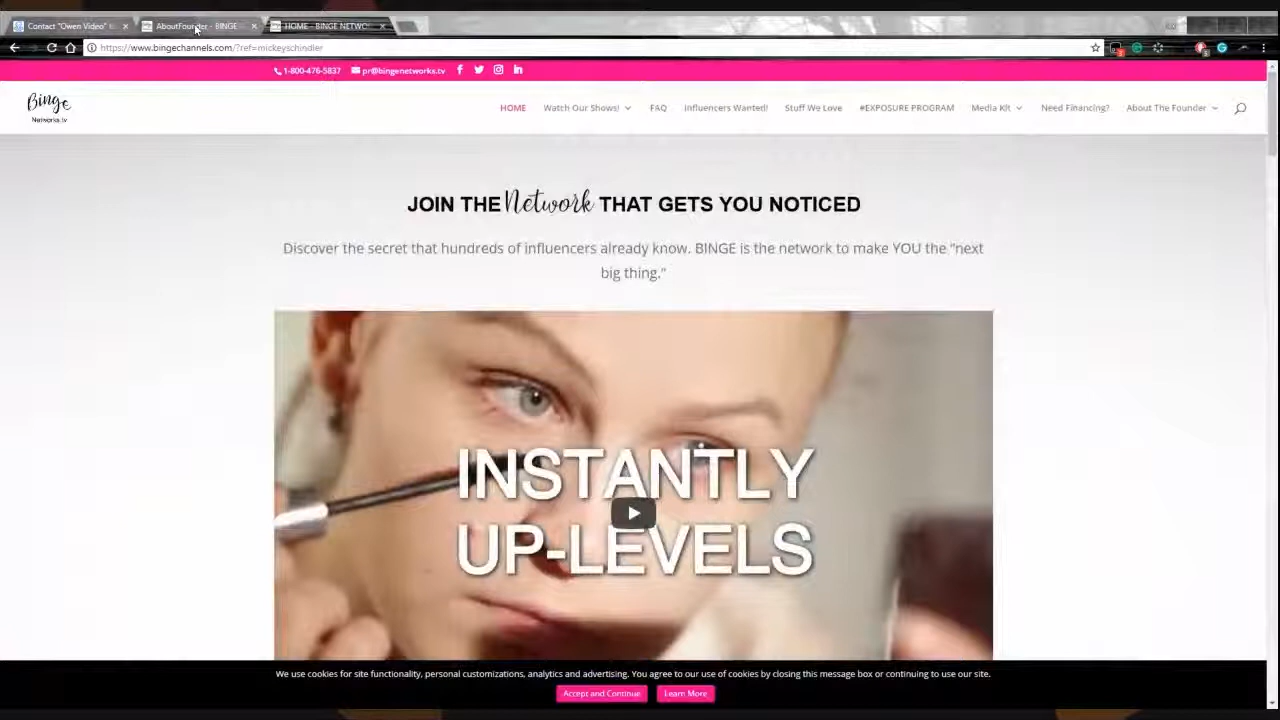 Contact "Owen Video"
AboutFounder - BINGE
HOME - BINGE NETWO
https://www.bingechannels.com/?ref=mickeyschindler
1-800-476-5837 pr@bingenetworks.tv
Binge
Networks.tv
HOME Watch Our Shows! FAQ Influencers Wanted! Stuff We Love #EXPOSURE PROGRAM Media Kit Need Financing? About The Founder
JOIN THE Network THAT GETS YOU NOTICED
Discover the secret that hundreds of influencers already know. BINGE is the network to make YOU the "next
big thing."
INSTANTLY
UP-LEVELS
We use cookies for site functionality, personal customizations, analytics and advertising. You agree to our use of cookies by closing this message box or continuing to use our site.
Accept and Continue Learn More